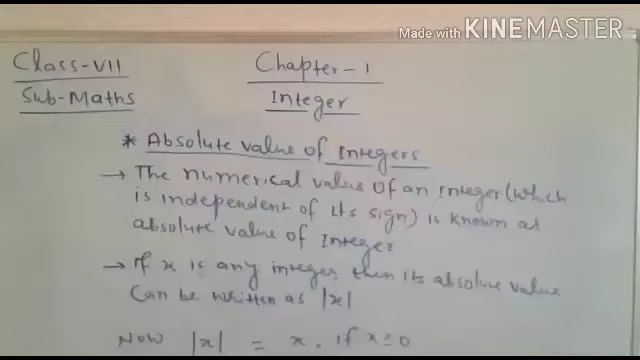 Made with KINEMASTER
Class-VII
Chapter-1
Sub-Maths
Integer
* Absolute value of Integers
→ The numerical value of an integer (which
is independent of its sign) is known as
absolute value of Integer
→ If x is any integer then its absolute value
can be written as |x|
Now |x| = x, if x ≥ 0